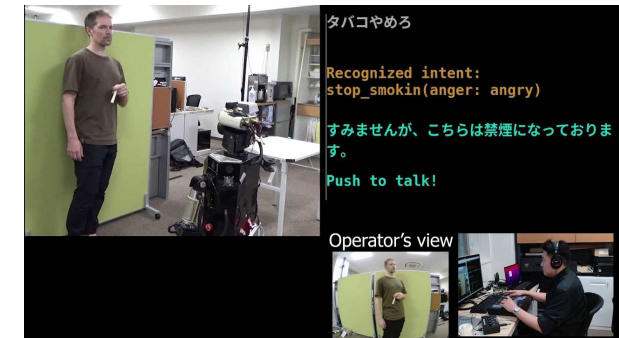 タバコやめろ
Recognized intent:
stop_smokin(anger: angry)
すみませんが、こちらは禁煙になっておりま
す。
Push to talk!
Operator's view